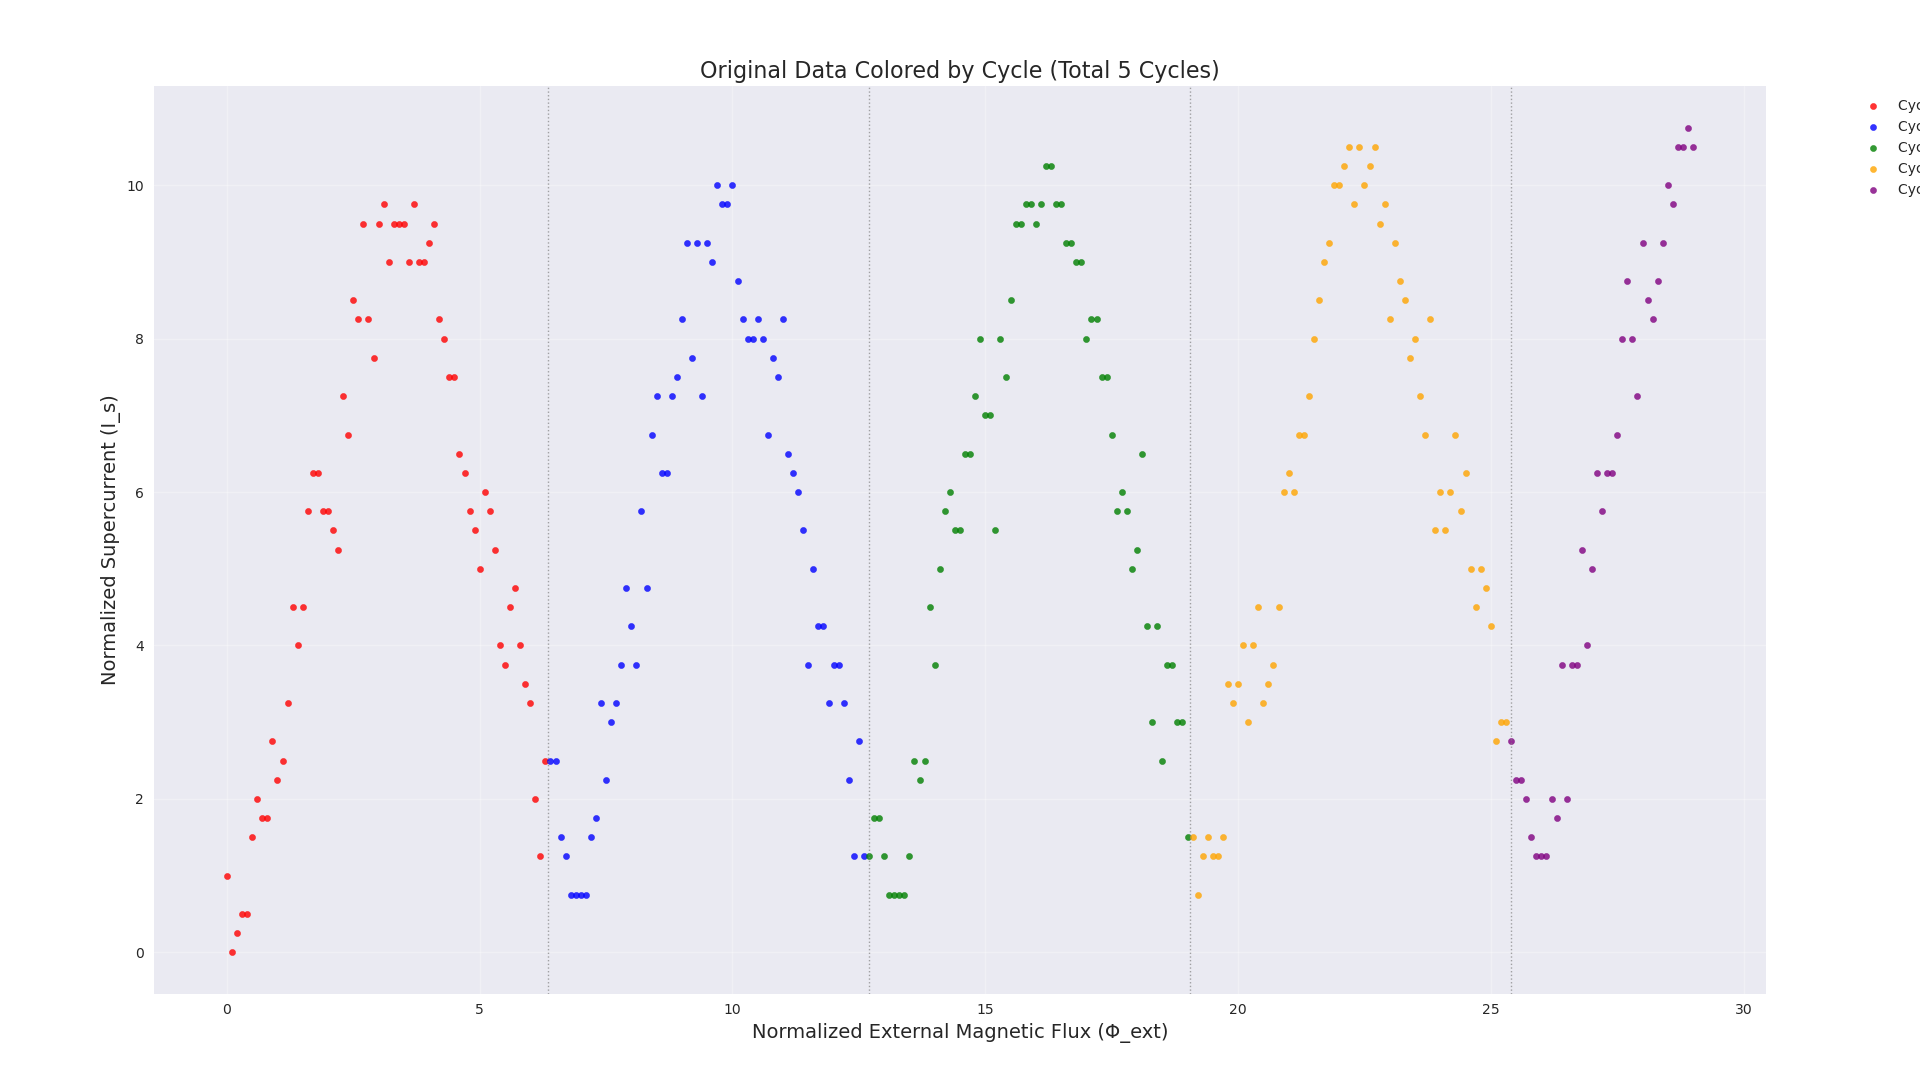 Original Data Colored by Cycle (Total 5 Cycles)
Cyc
Cyc
Cyc
Cyc
Cyc
Normalized Supercurrent (I_s)
10
8
6
4
2
0
0 5 10 15 20 25 30
Normalized External Magnetic Flux (Φ_ext)